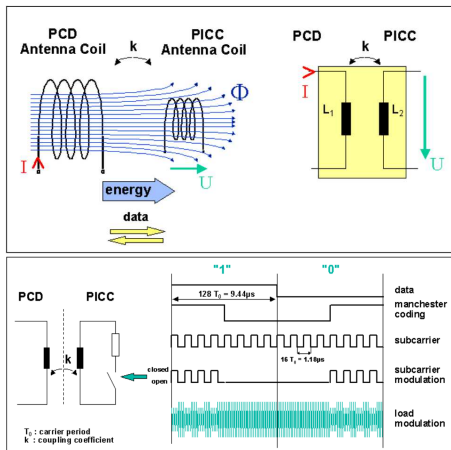 PCD
Antenna Coil
k
PICC
Antenna Coil
Φ
I
U
energy
data
PCD
k
PICC
I
L1
L2
U
"1"
"0"
128 T0 = 9.44µs
data
manchester
coding
PCD
PICC
k
subcarrier
16 T0 = 1.18µs
closed
open
subcarrier
modulation
load
modulation
T0 : carrier period
k : coupling coefficient